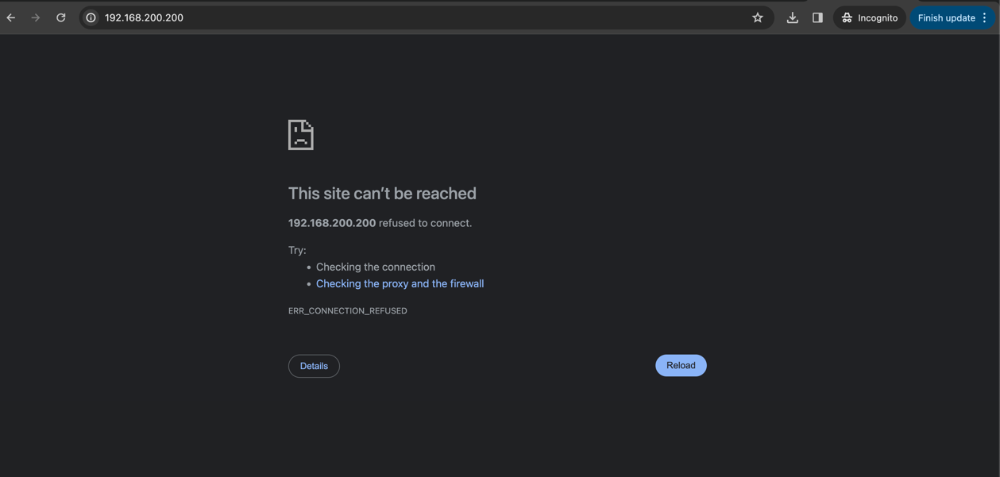 192.168.200.200
Incognito
Finish update
This site can’t be reached
192.168.200.200 refused to connect.
Try:
• Checking the connection
• Checking the proxy and the firewall
ERR_CONNECTION_REFUSED
Details
Reload